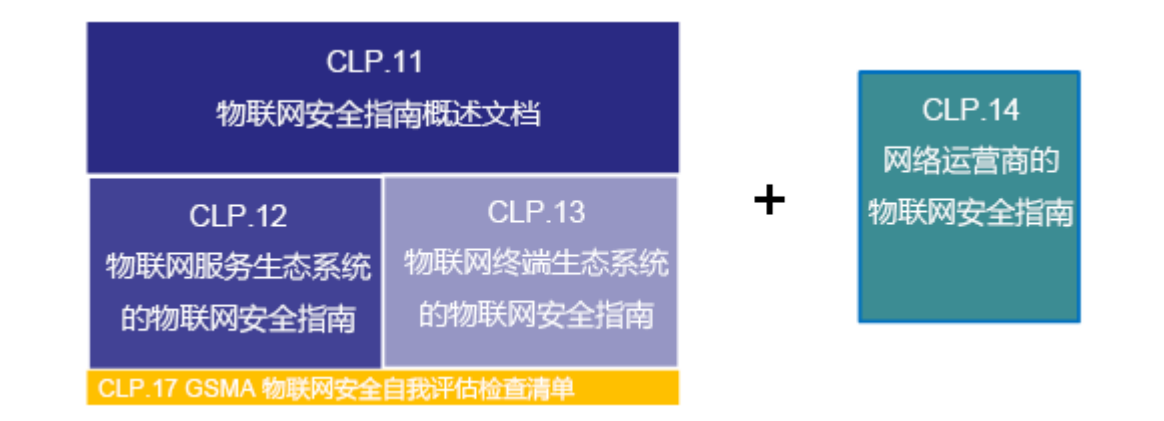 CLP.11
物联网安全指南概述文档
CLP.12
物联网服务生态系统
的物联网安全指南
CLP.13
物联网终端生态系统
的物联网安全指南
CLP.17 GSMA 物联网安全自我评估检查清单
+
CLP.14
网络运营商的
物联网安全指南